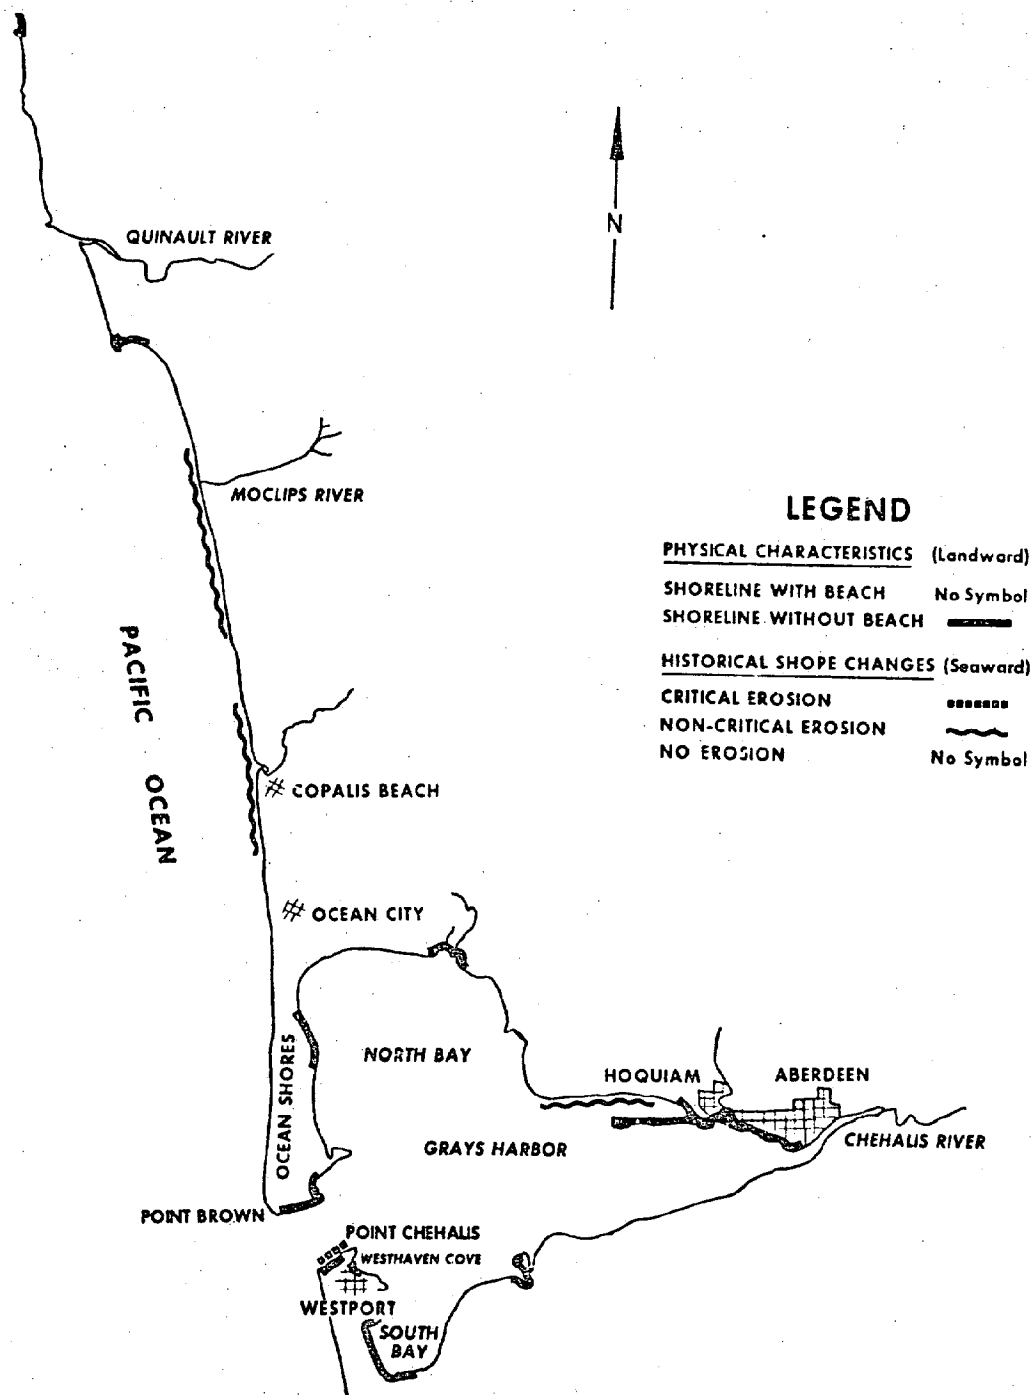 QUINAULT RIVER
N
MOCLIPS RIVER
LEGEND
PHYSICAL CHARACTERISTICS (Landward)
SHORELINE WITH BEACH No Symbol
SHORELINE WITHOUT BEACH
HISTORICAL SHOPE CHANGES (Seaward)
CRITICAL EROSION
NON-CRITICAL EROSION
NO EROSION No Symbol
PACIFIC OCEAN
COPALIS BEACH
OCEAN CITY
NORTH BAY
OCEAN SHORES
HOQUIAM
ABERDEEN
GRAYS HARBOR
CHEHALIS RIVER
POINT BROWN
POINT CHEHALIS
WESTHAVEN COVE
WESTPORT
SOUTH
BAY